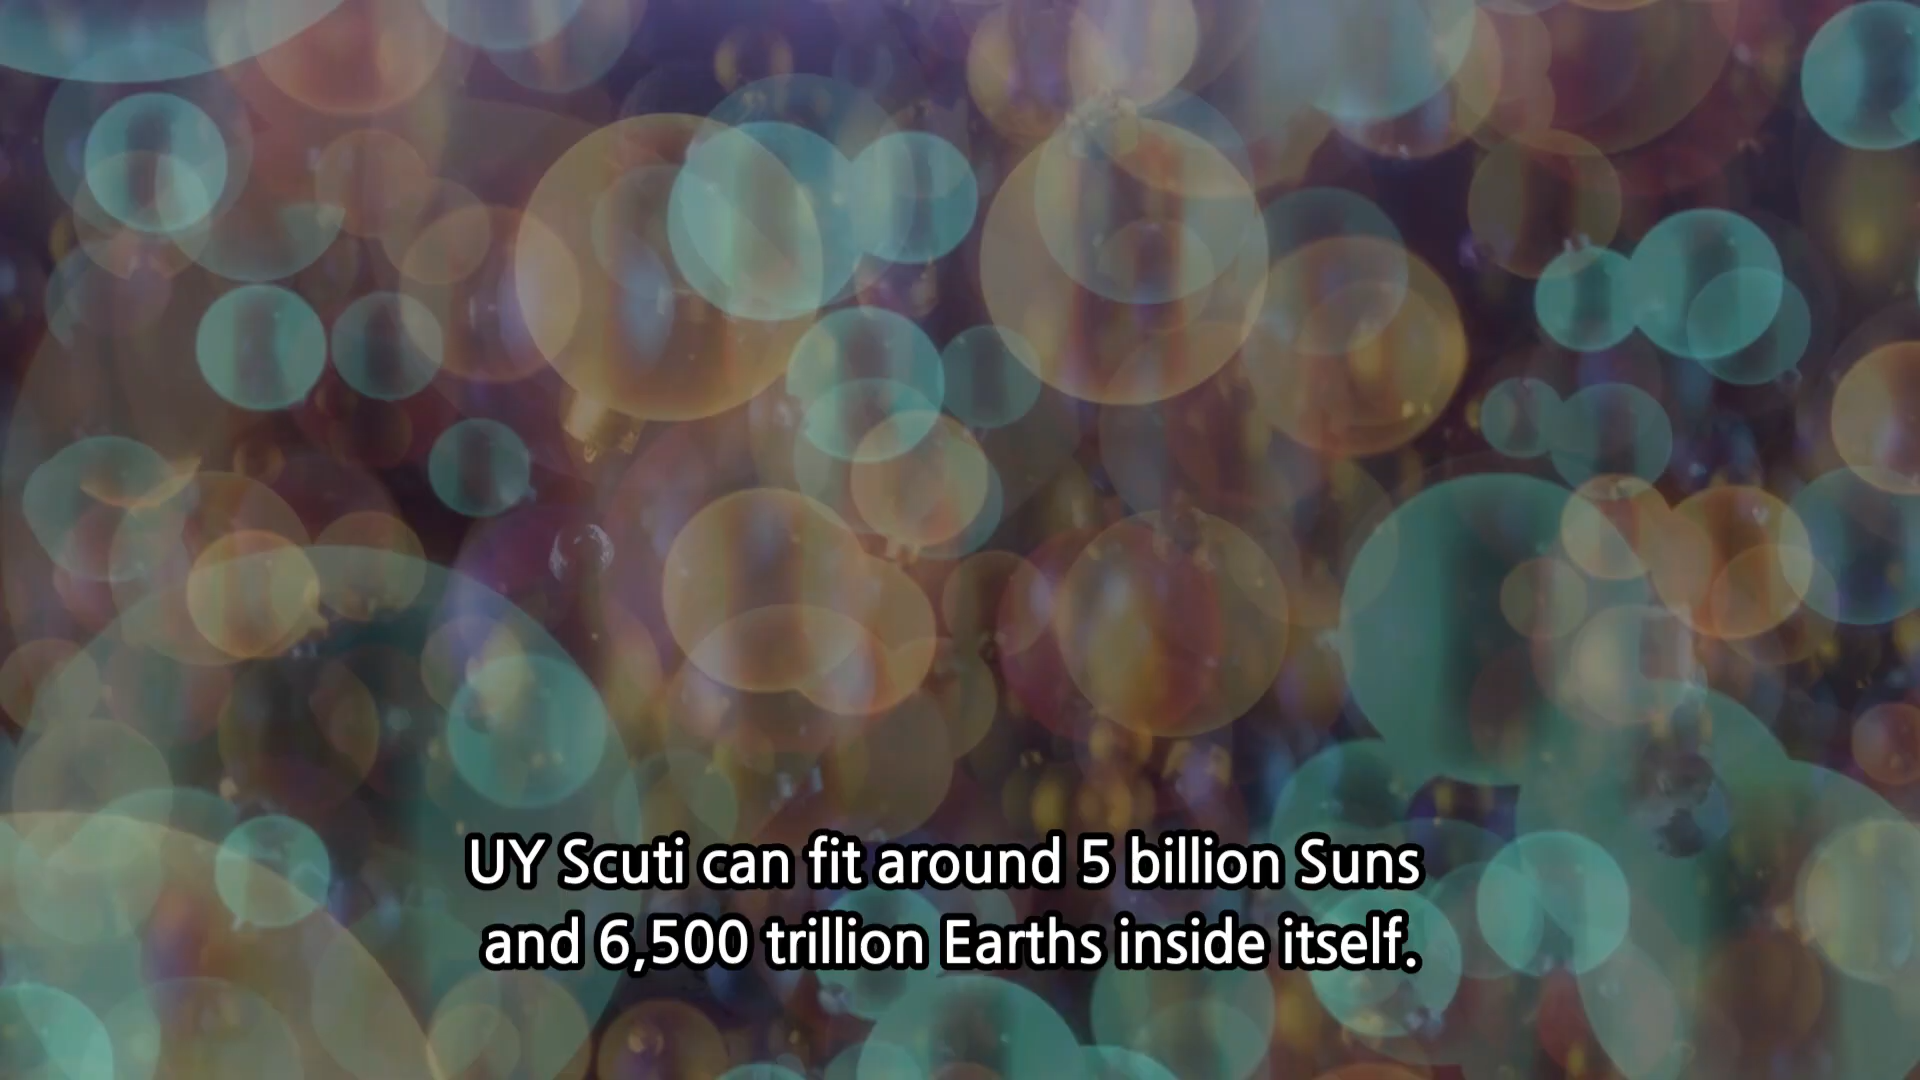 UY Scuti can fit around 5 billion Suns
and 6,500 trillion Earths inside itself.